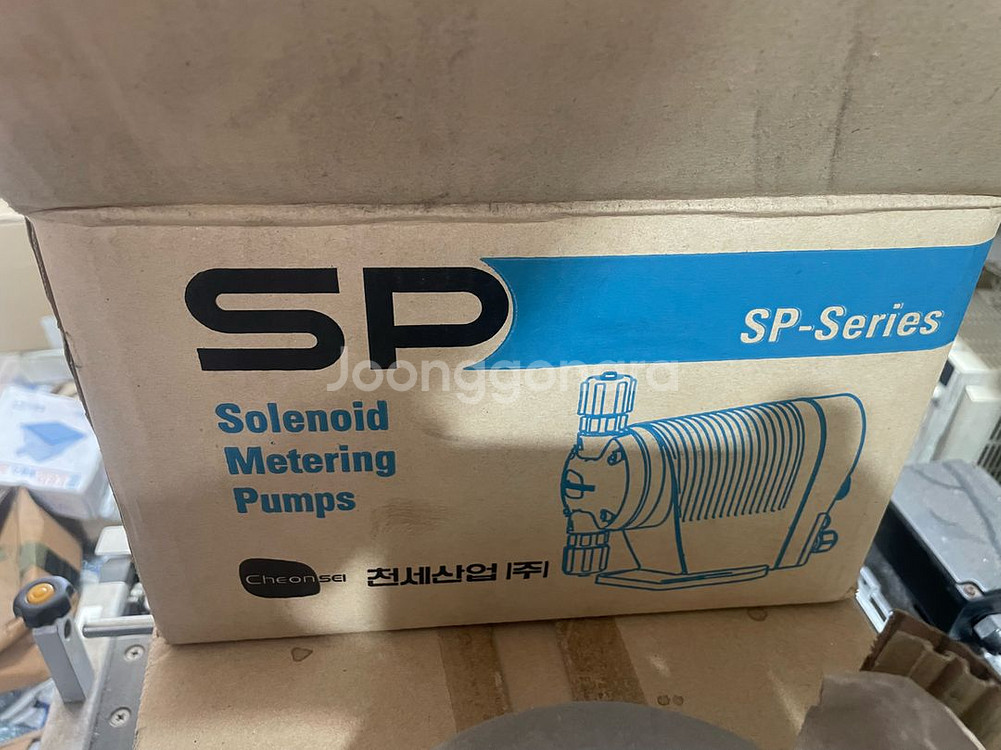 SP
SP-Series
Joonggonara
Solenoid
Metering
Pumps
CheonSEI
천세산업 |주|